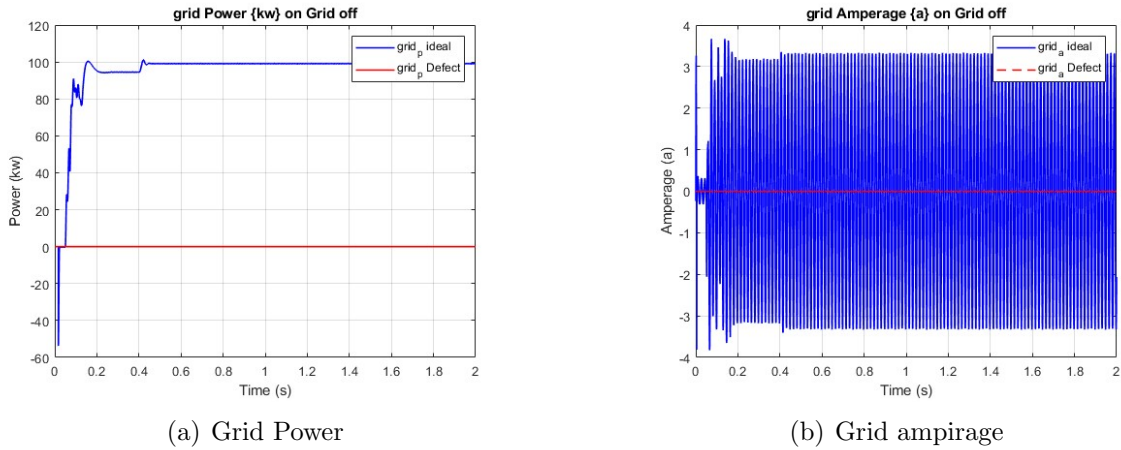 grid Power {kw} on Grid off
120
100
80
60
40
20
0
-20
-40
-60
Power (kw)
grid_p ideal
grid_p Defect
0 0.2 0.4 0.6 0.8 1 1.2 1.4 1.6 1.8 2
Time (s)
(a) Grid Power
grid Amperage {a} on Grid off
4
3
2
1
0
-1
-2
-3
-4
Amperage (a)
grid_a ideal
grid_a Defect
0 0.2 0.4 0.6 0.8 1 1.2 1.4 1.6 1.8 2
Time (s)
(b) Grid ampirage